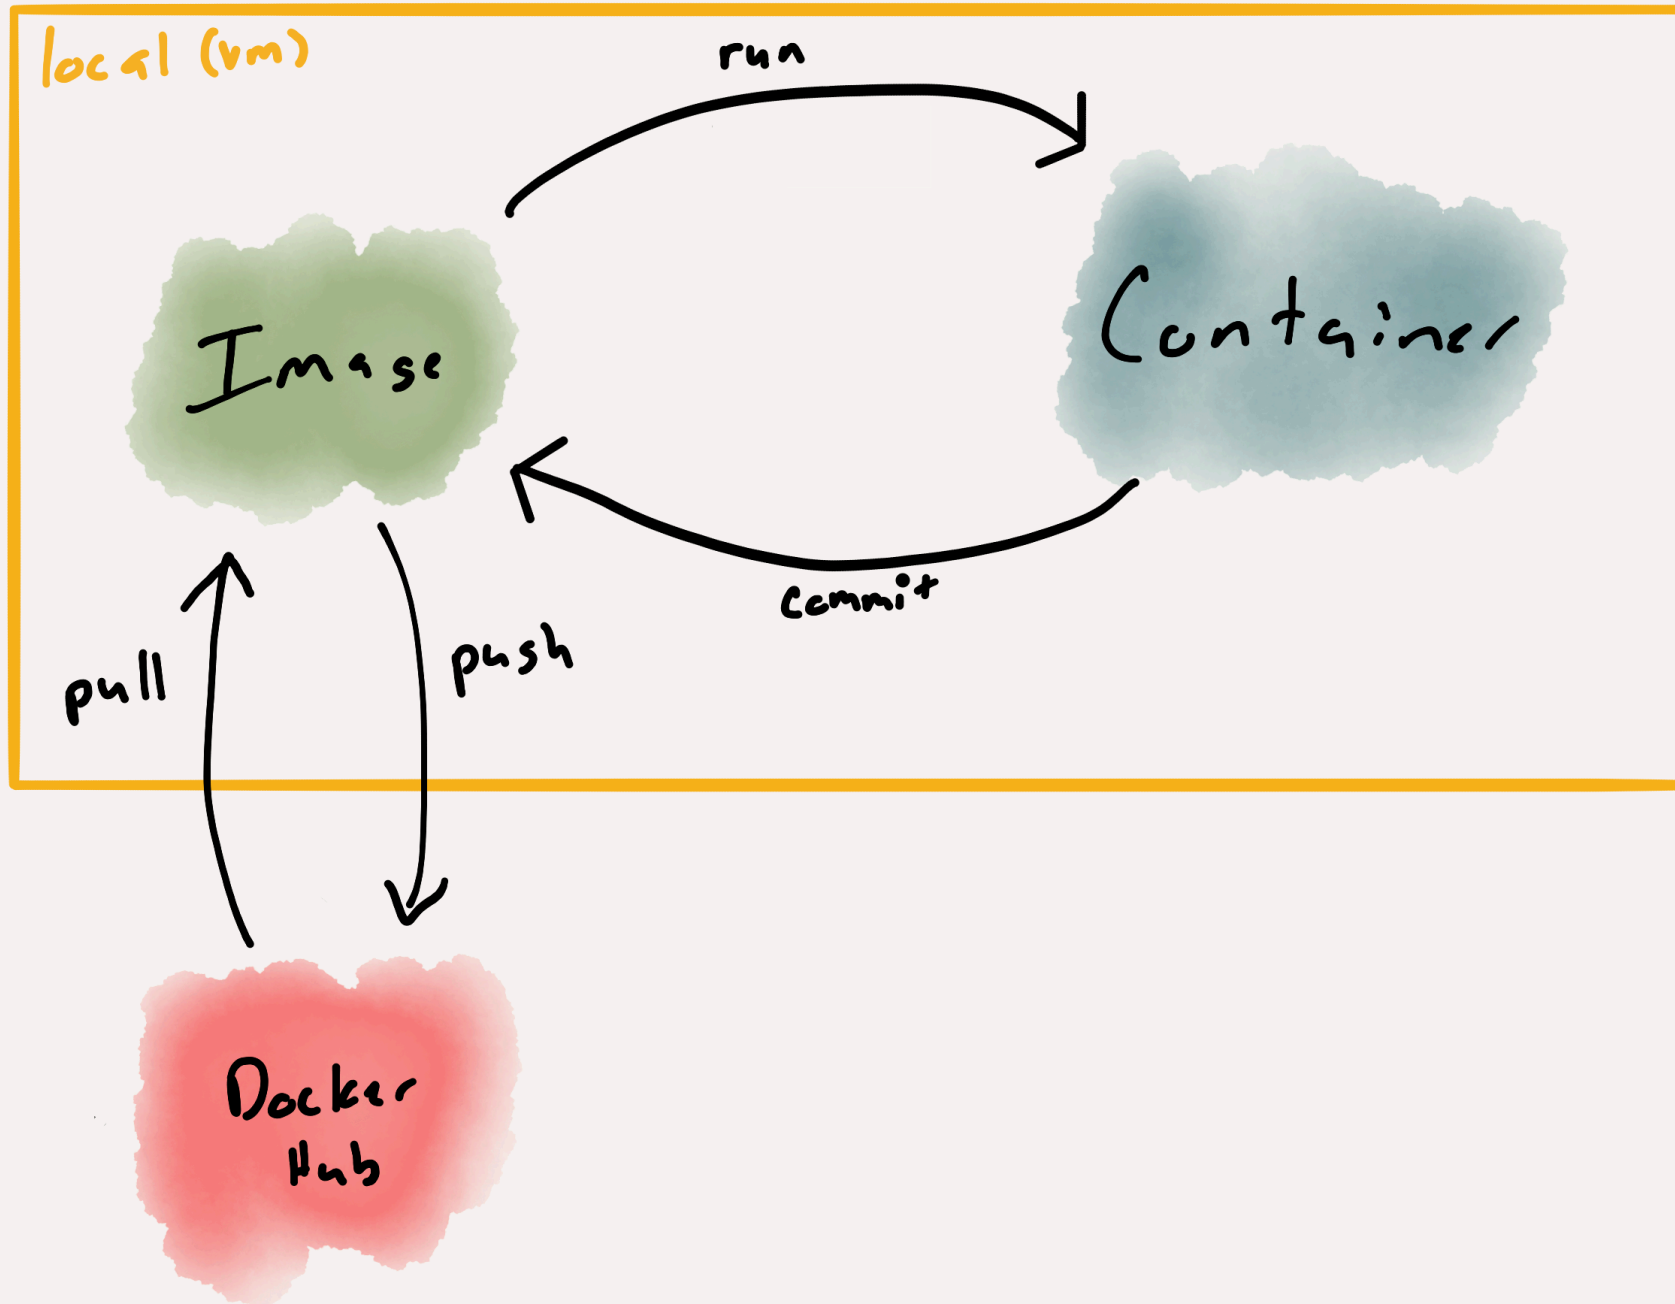 local (vm)
run
Image
Container
commit
pull
push
Docker
Hub